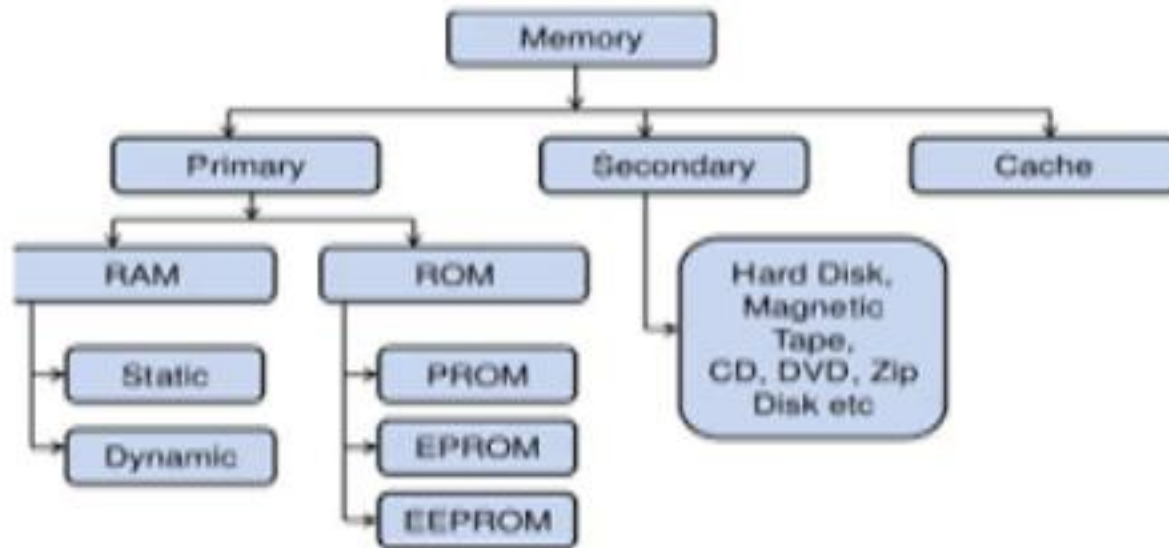 Memory
Primary
Secondary
Cache
RAM
ROM
Hard Disk,
Magnetic
Tape,
CD, DVD, Zip
Disk etc
Static
Dynamic
PROM
EPROM
EEPROM